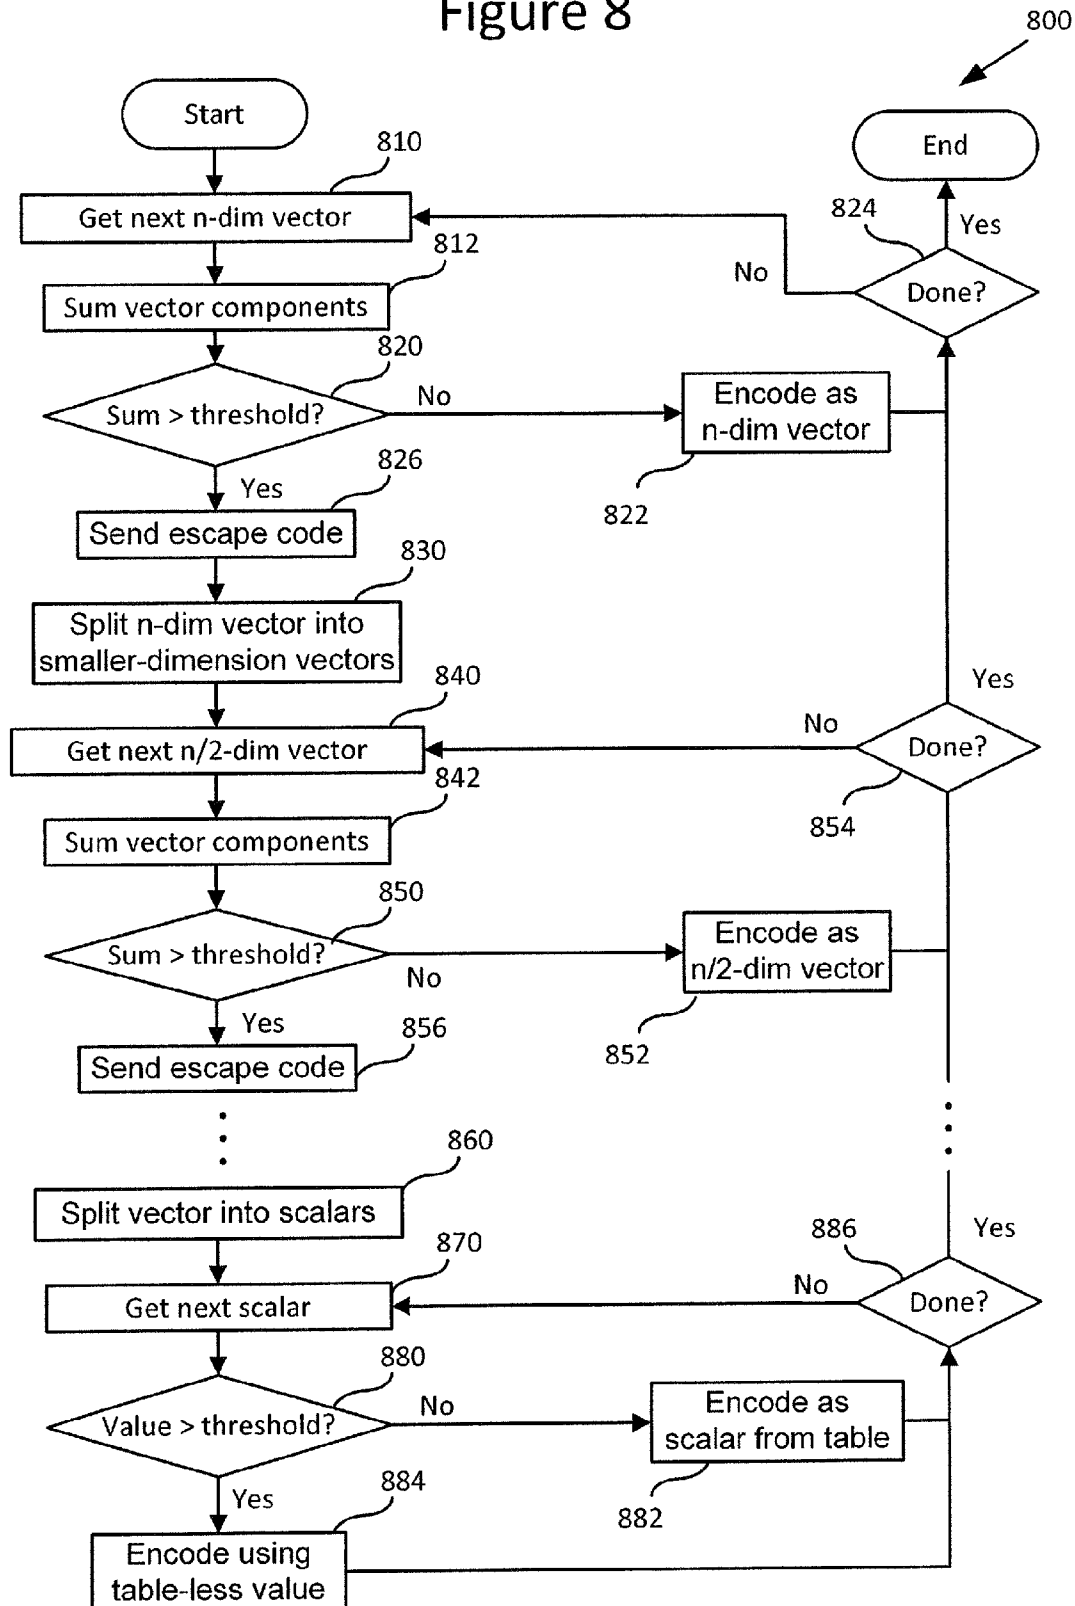 Figure 8
800
Start
End
810
Get next n-dim vector
824
Yes
No
Done?
812
Sum vector components
820
Sum > threshold?
No
Encode as
n-dim vector
822
826
Yes
Send escape code
830
Split n-dim vector into
smaller-dimension vectors
840
Yes
Get next n/2-dim vector
No
Done?
854
842
Sum vector components
850
Sum > threshold?
No
Encode as
n/2-dim vector
852
Yes
856
Send escape code
860
Split vector into scalars
870
886
Yes
Get next scalar
No
Done?
880
Value > threshold?
No
Encode as
scalar from table
882
Yes
884
Encode using
table-less value